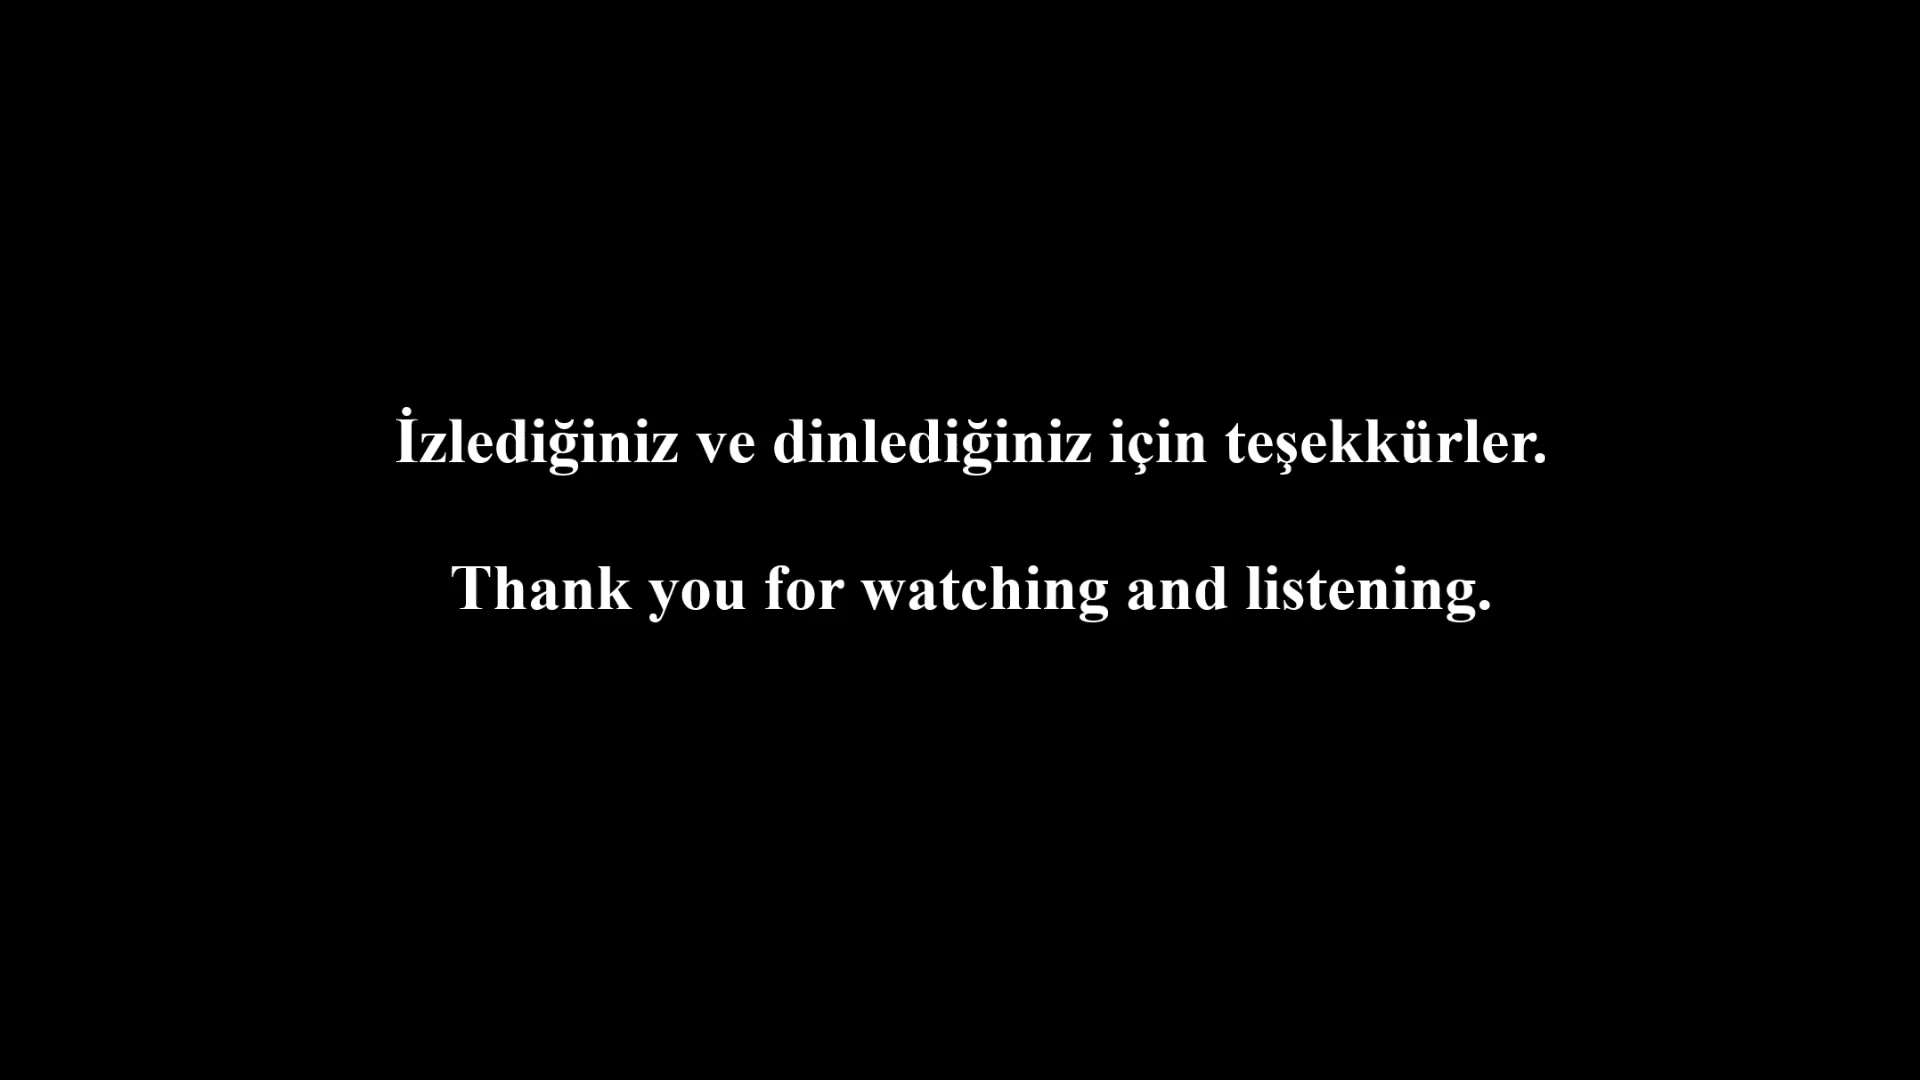 İzlediğiniz ve dinlediğiniz için teşekkürler.
Thank you for watching and listening.